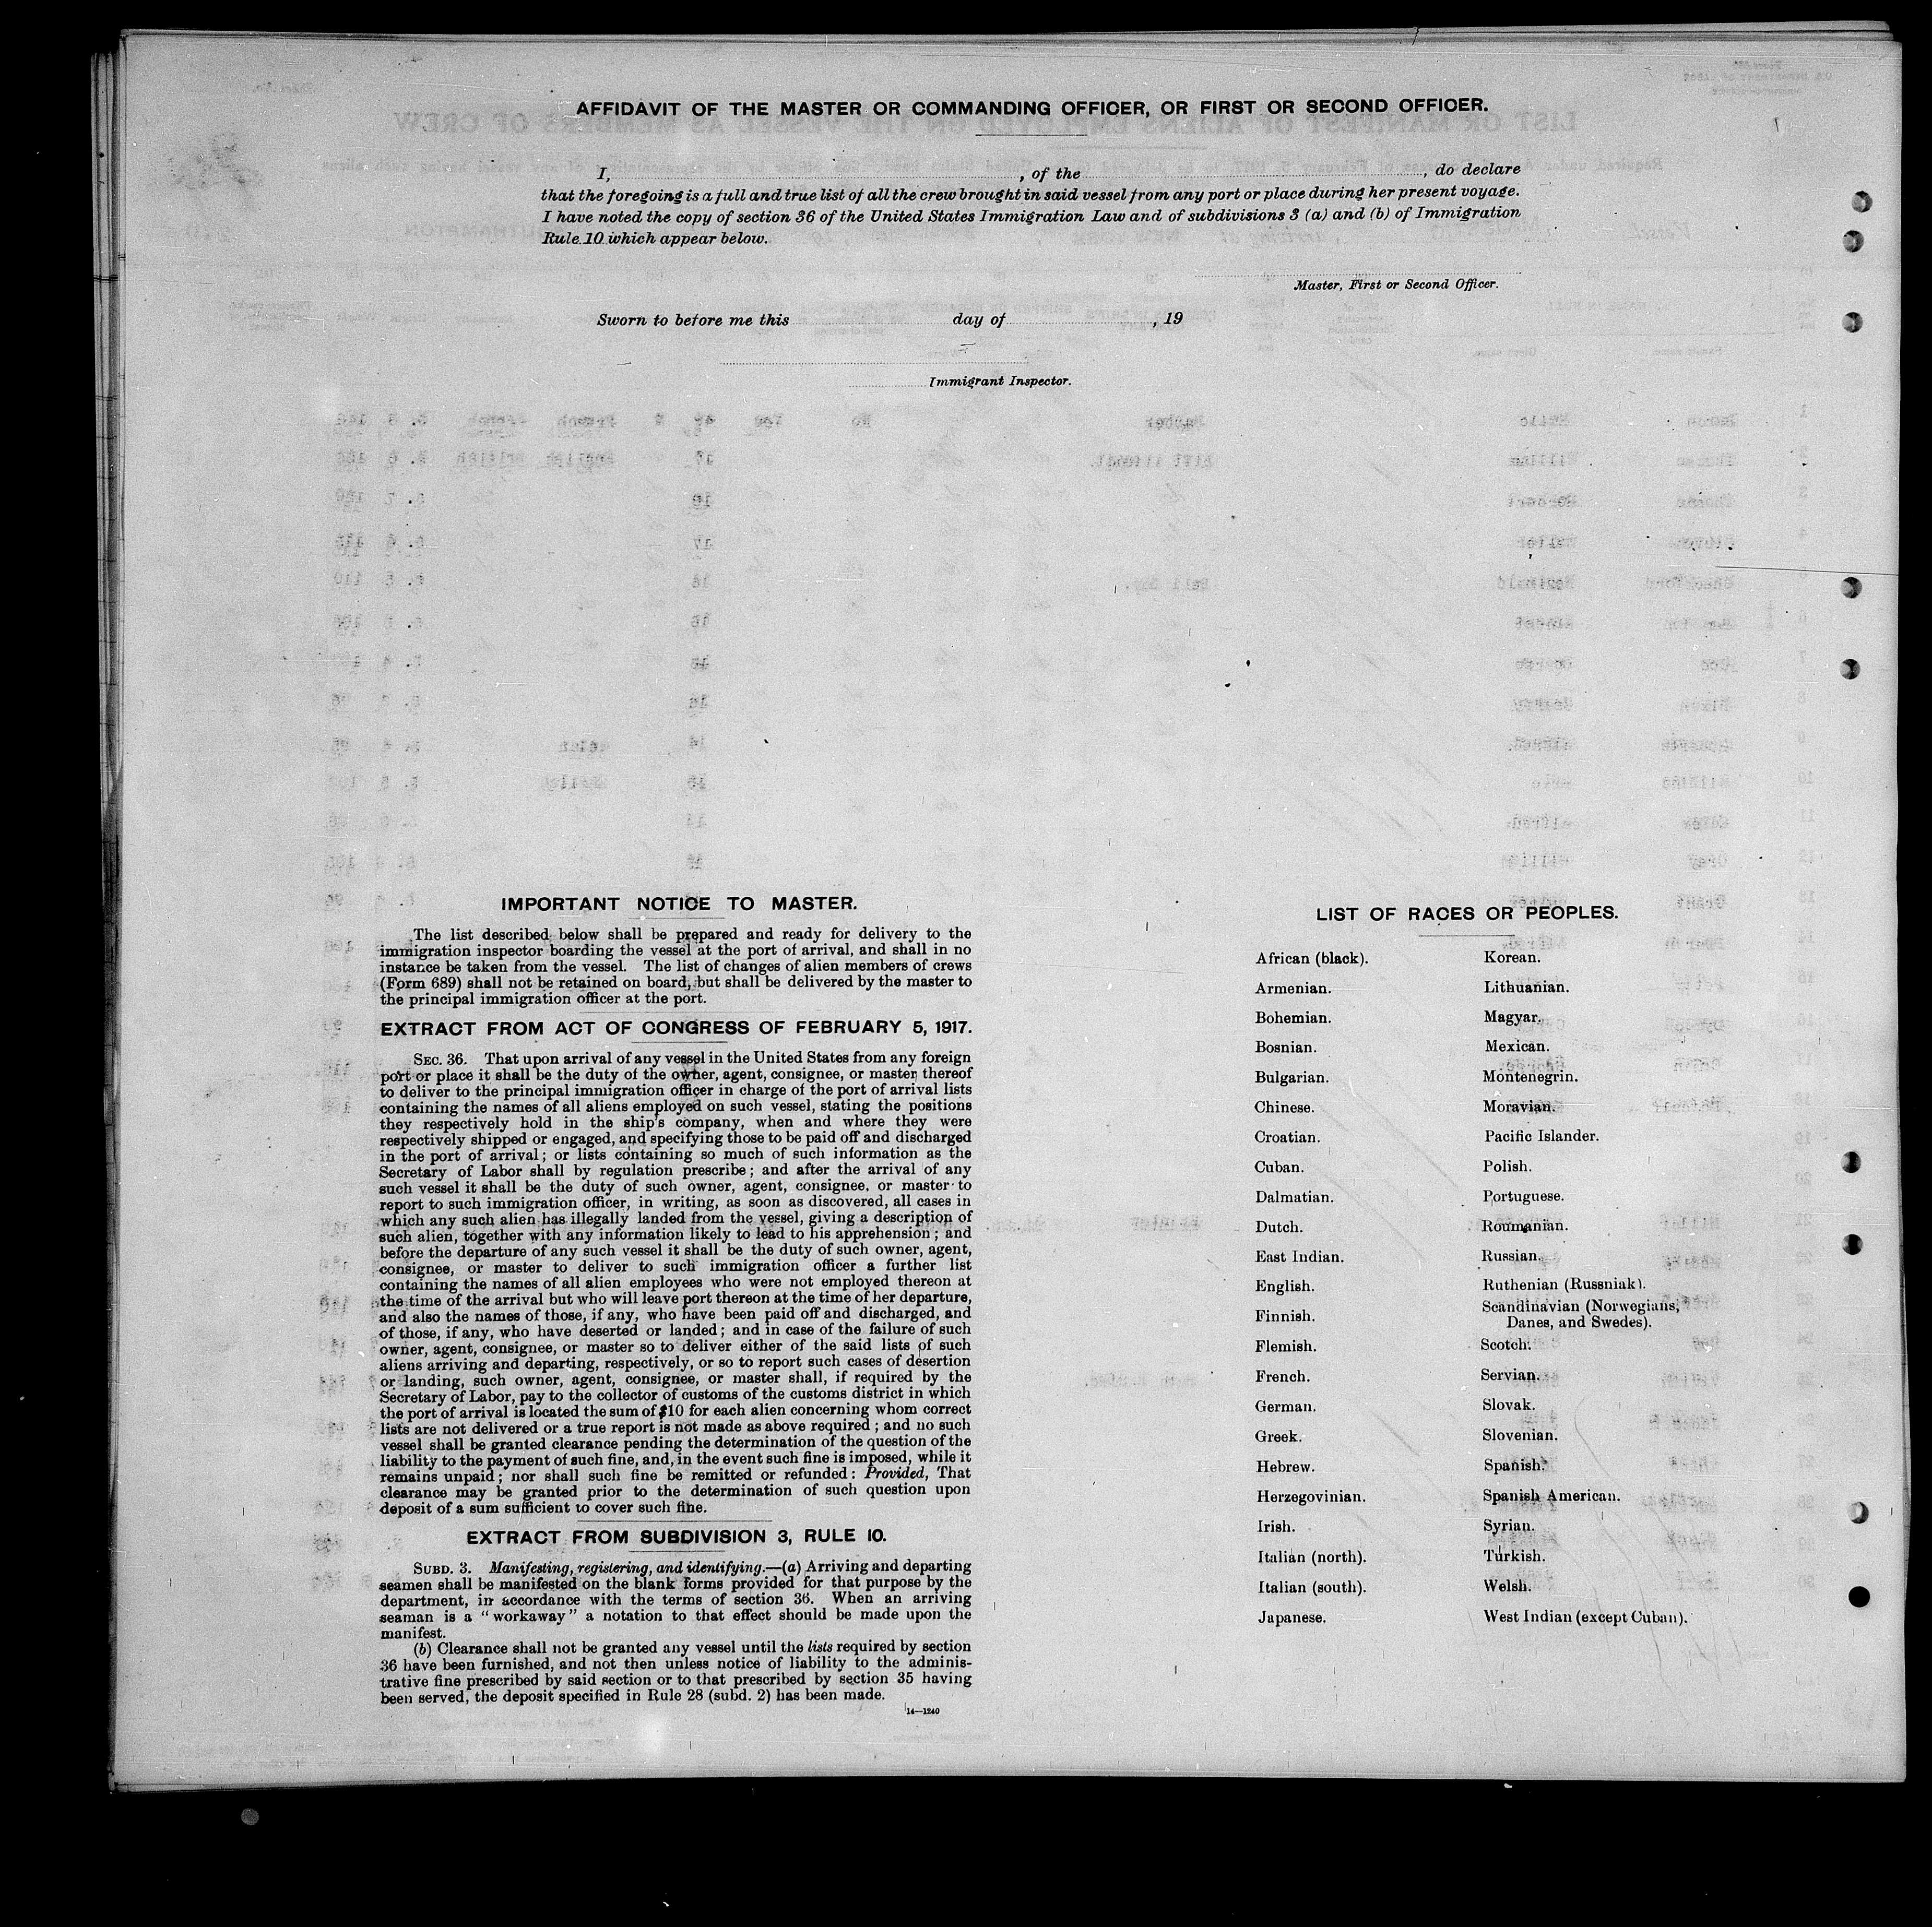 AFFIDAVIT OF THE MASTER OR COMMANDING OFFICER, OR FIRST OR SECOND OFFICER.
I, , of the , do declare
that the foregoing is a full and true list of all the crew brought in said vessel from any port or place during her present voyage.
I have noted the copy of section 36 of the United States Immigration Law and of subdivisions 3 (a) and (b) of Immigration
Rule 10 which appear below.
Master, First or Second Officer.
Sworn to before me this day of , 19
Immigrant Inspector.
IMPORTANT NOTICE TO MASTER.
The list described below shall be prepared and ready for delivery to the
immigration inspector boarding the vessel at the port of arrival, and shall in no
instance be taken from the vessel. The list of changes of alien members of crews
(Form 689) shall not be retained on board, but shall be delivered by the master to
the principal immigration officer at the port.
EXTRACT FROM ACT OF CONGRESS OF FEBRUARY 5, 1917.
SEC. 36. That upon arrival of any vessel in the United States from any foreign
port or place it shall be the duty of the owner, agent, consignee, or master thereof
to deliver to the principal immigration officer in charge of the port of arrival lists
containing the names of all aliens employed on such vessel, stating the positions
they respectively hold in the ship's company, when and where they were
respectively shipped or engaged, and specifying those to be paid off and discharged
in the port of arrival; or lists containing so much of such information as the
Secretary of Labor shall by regulation prescribe; and after the arrival of any
such vessel it shall be the duty of such owner, agent, consignee, or master to
report to such immigration officer, in writing, as soon as discovered, all cases in
which any such alien has illegally landed from the vessel, giving a description of
such alien, together with any information likely to lead to his apprehension; and
before the departure of any such vessel it shall be the duty of such owner, agent,
consignee, or master to deliver to such immigration officer a further list
containing the names of all alien employees who were not employed thereon at
the time of the arrival but who will leave port thereon at the time of her departure,
and also the names of those, if any, who have been paid off and discharged, and
of those, if any, who have deserted or landed; and in case of the failure of such
owner, agent, consignee, or master so to deliver either of the said lists of such
aliens arriving and departing, respectively, or so to report such cases of desertion
or landing, such owner, agent, consignee, or master shall, if required by the
Secretary of Labor, pay to the collector of customs of the customs district in which
the port of arrival is located the sum of $10 for each alien concerning whom correct
lists are not delivered or a true report is not made as above required; and no such
vessel shall be granted clearance pending the determination of the question of the
liability to the payment of such fine, and, in the event such fine is imposed, while it
remains unpaid; nor shall such fine be remitted or refunded: Provided, That
clearance may be granted prior to the determination of such question upon
deposit of a sum sufficient to cover such fine.
EXTRACT FROM SUBDIVISION 3, RULE 10.
SUBD. 3. Manifesting, registering, and identifying.—(a) Arriving and departing
seamen shall be manifested on the blank forms provided for that purpose by the
department, in accordance with the terms of section 36. When an arriving
seaman is a "workaway" a notation to that effect should be made upon the
manifest.
(b) Clearance shall not be granted any vessel until the lists required by section
36 have been furnished, and not then unless notice of liability to the adminis-
trative fine prescribed by said section or to that prescribed by section 35 having
been served, the deposit specified in Rule 28 (subd. 2) has been made.
14—1240
LIST OF RACES OR PEOPLES.
African (black).
Armenian.
Bohemian.
Bosnian.
Bulgarian.
Chinese.
Croatian.
Cuban.
Dalmatian.
Dutch.
East Indian.
English.
Finnish.
Flemish.
French.
German.
Greek.
Hebrew.
Herzegovinian.
Irish.
Italian (north).
Italian (south).
Japanese.
Korean.
Lithuanian.
Magyar.
Mexican.
Montenegrin.
Moravian.
Pacific Islander.
Polish.
Portuguese.
Roumanian.
Russian.
Ruthenian (Russniak).
Scandinavian (Norwegians,
Danes, and Swedes).
Scotch.
Servian.
Slovak.
Slovenian.
Spanish.
Spanish American.
Syrian.
Turkish.
Welsh.
West Indian (except Cuban).